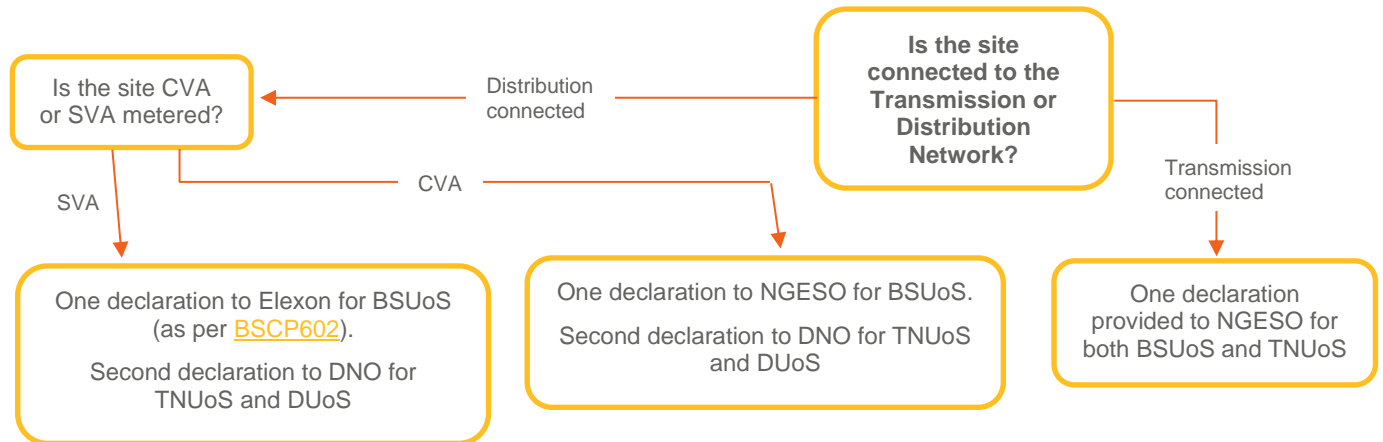 Is the site
connected to the
Transmission or
Distribution
Network?
Distribution
connected
Is the site CVA
or SVA metered?
Transmission
connected
CVA
SVA
One declaration to Elexon for BSUoS
(as per BSCP602).
Second declaration to DNO for
TNUoS and DUoS
One declaration to NGESO for BSUoS.
Second declaration to DNO for TNUoS
and DUoS
One declaration
provided to NGESO for
both BSUoS and TNUoS